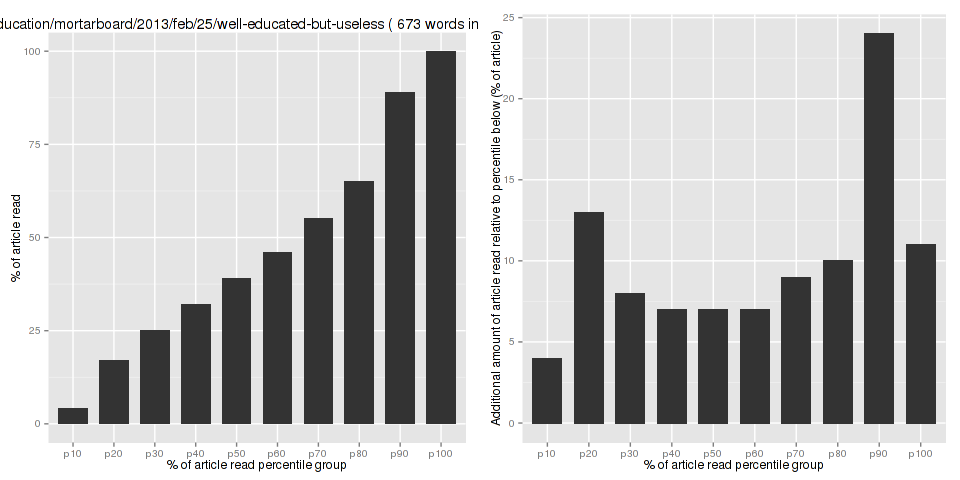 ducation/mortarboard/2013/feb/25/well-educated-but-useless ( 673 words in
% of article read
100
75
50
25
0
p10 p20 p30 p40 p50 p60 p70 p80 p90 p100
% of article read percentile group
Additional amount of article read relative to percentile below (% of article)
25
20
15
10
5
0
p10 p20 p30 p40 p50 p60 p70 p80 p90 p100
% of article read percentile group